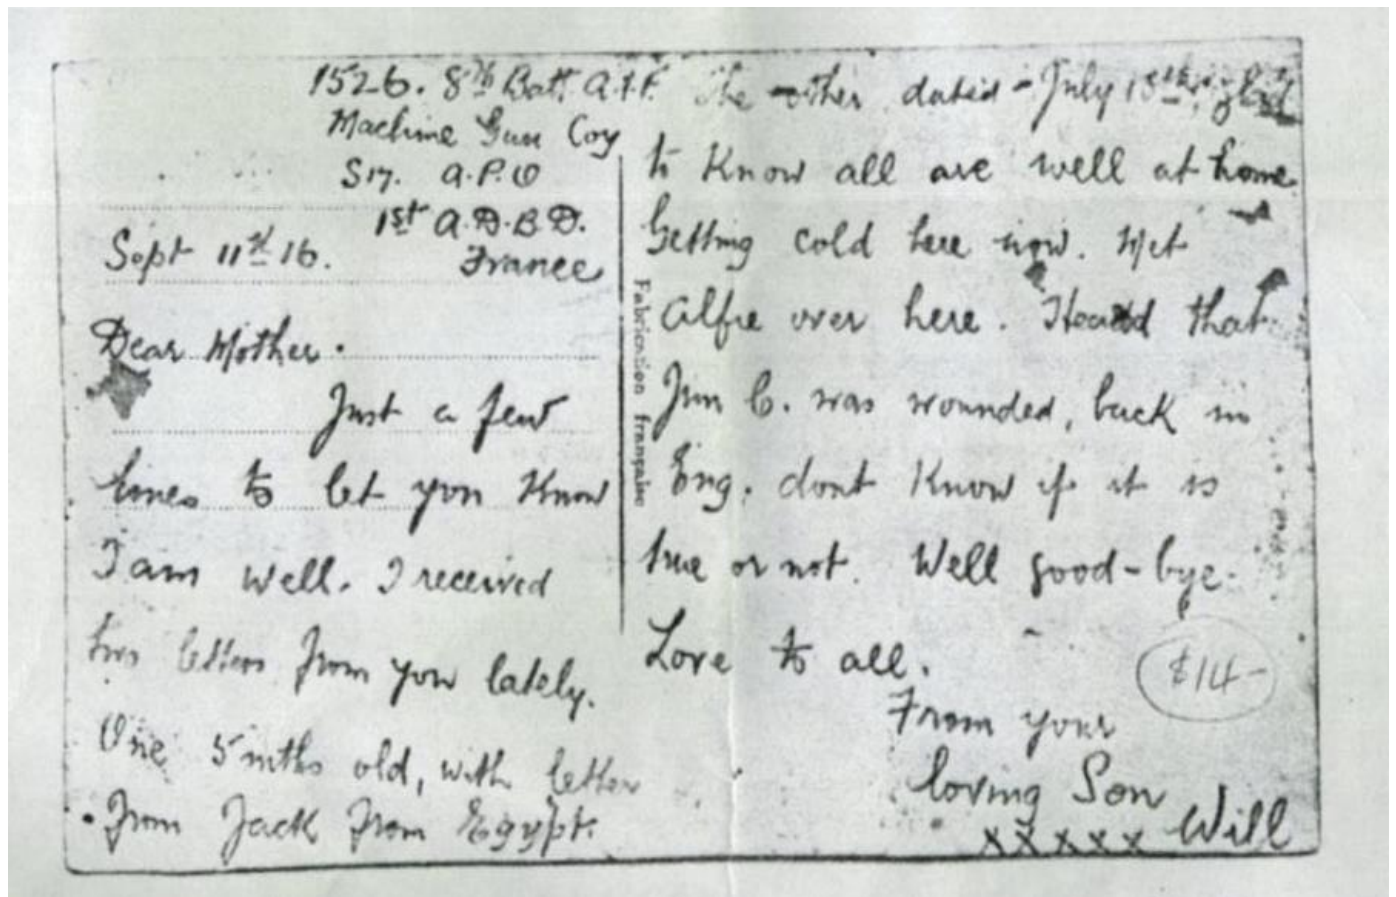 1526. 8th Batt. A.I.F.
Machine Gun Coy
S17. A.P.O
1st A.D.B.D.
France
Sept 11th 16.
Dear Mother.
Just a few
lines to let you Know
I am well. I received
two letters from you lately.
One 5 mths old, with letter
from Jack from Egypt.
The other dated - July 15th, glad
to Know all are well at home
Getting cold here now. Met
Alfie over here. Heard that
Jim C. was wounded, back in
Eng. dont Know if it is
true or not. Well good-bye.
Love to all.
From your
loving Son
xxxxx Will
Fabrication française
$14-